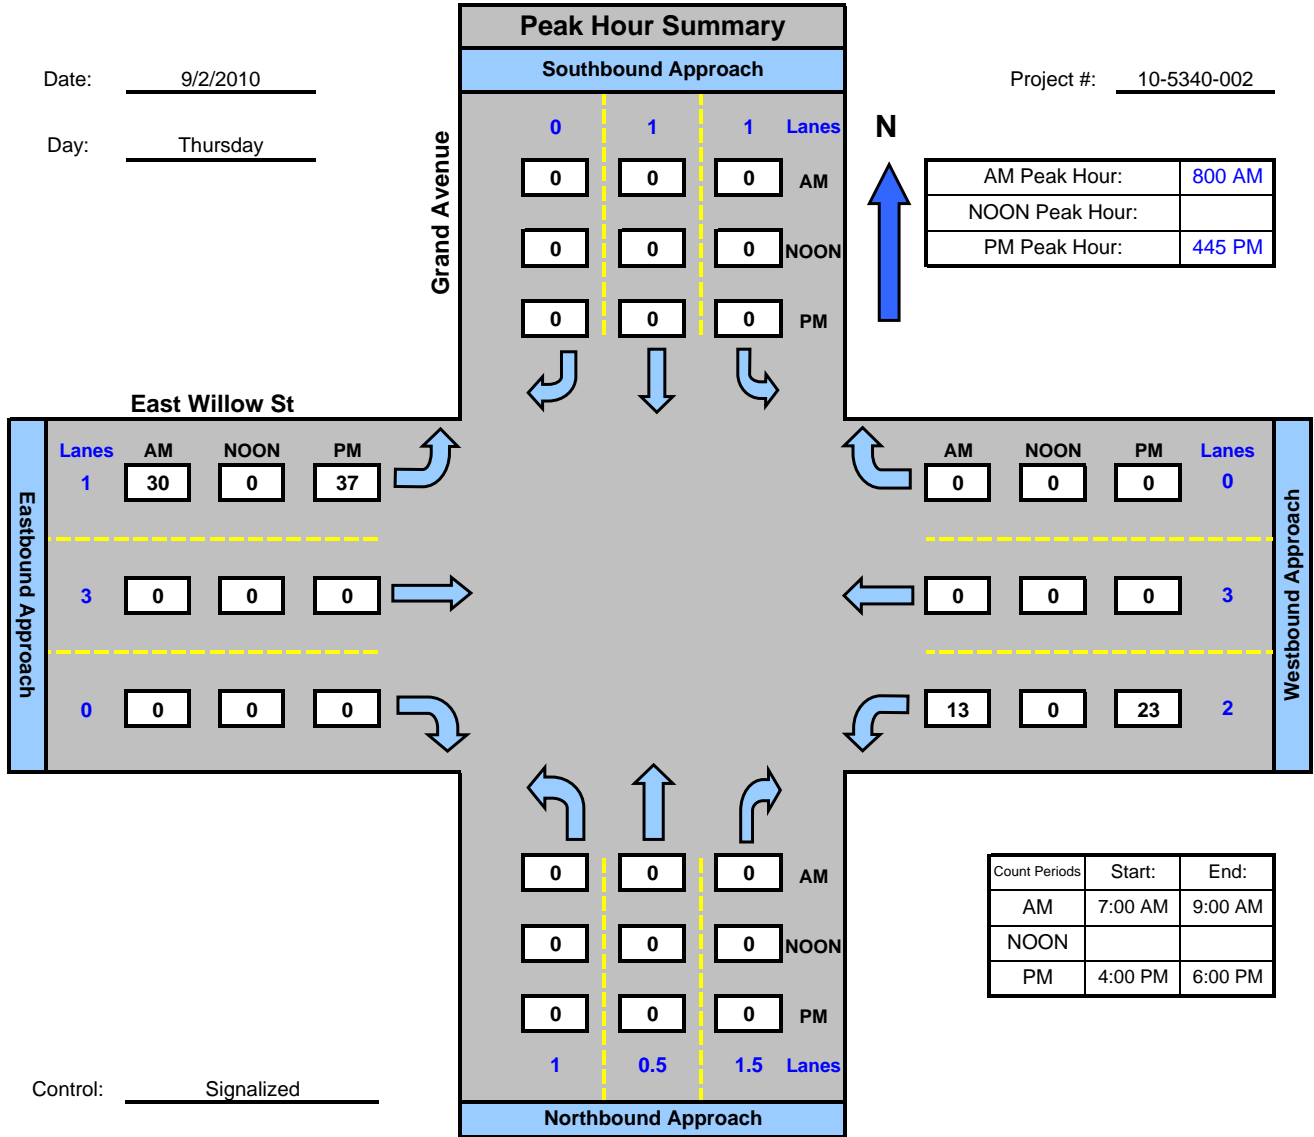 Peak Hour Summary
Southbound Approach
Date: 9/2/2010
Project #: 10-5340-002
Day: Thursday
Grand Avenue
0 1 1 Lanes
0 0 0 AM
0 0 0 NOON
0 0 0 PM
N
AM Peak Hour: 800 AM
NOON Peak Hour:
PM Peak Hour: 445 PM
East Willow St
Eastbound Approach
Lanes AM NOON PM
1 30 0 37
3 0 0 0
0 0 0 0
AM NOON PM Lanes
0 0 0 0
0 0 0 3
13 0 23 2
Westbound Approach
0 0 0 AM
0 0 0 NOON
0 0 0 PM
1 0.5 1.5 Lanes
Northbound Approach
Count Periods Start: End:
AM 7:00 AM 9:00 AM
NOON
PM 4:00 PM 6:00 PM
Control: Signalized